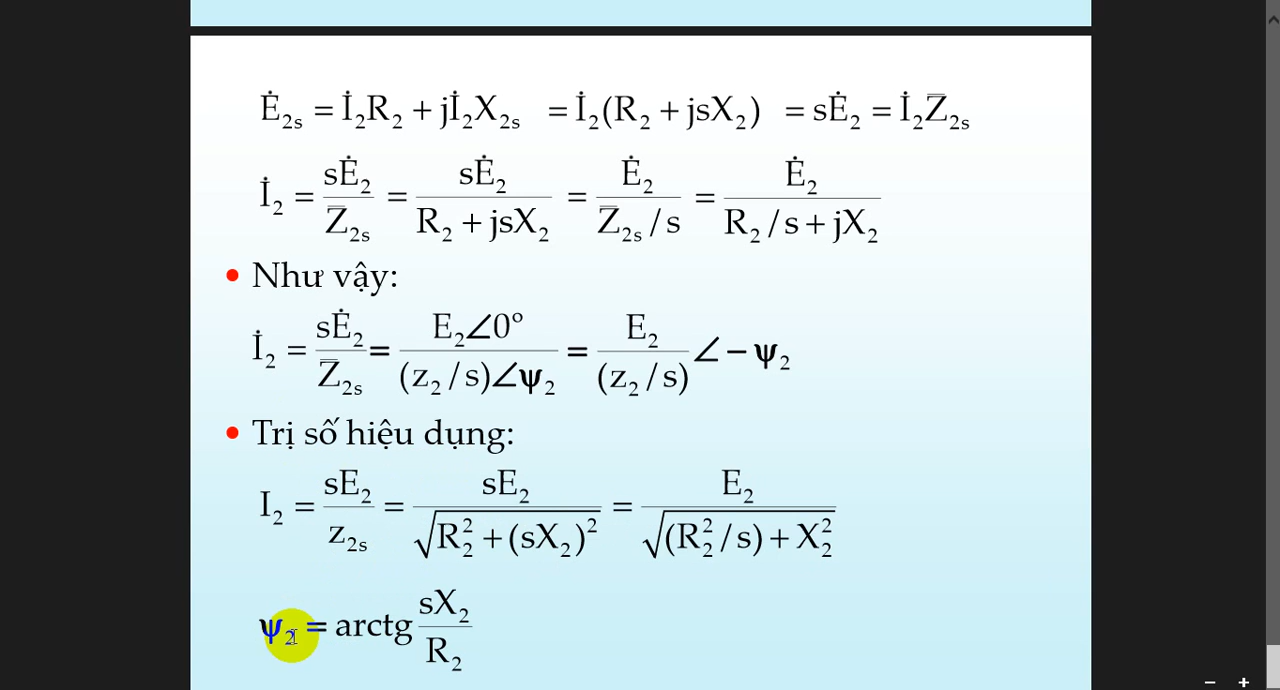 Ė₂ₛ = İ₂R₂ + jİ₂X₂ₛ = İ₂(R₂ + jsX₂) = sĖ₂ = İ₂Z̅₂ₛ
İ₂ = sĖ₂ / Z̅₂ₛ = sĖ₂ / (R₂ + jsX₂) = Ė₂ / (Z̅₂ₛ / s) = Ė₂ / (R₂ / s + jX₂)
• Như vậy:
İ₂ = sĖ₂ / Z̅₂ₛ = E₂∠0° / ((z₂ / s)∠ψ₂) = E₂ / (z₂ / s) ∠ − ψ₂
• Trị số hiệu dụng:
I₂ = sE₂ / z₂ₛ = sE₂ / √(R₂² + (sX₂)²) = E₂ / √((R₂² / s) + X₂²)
ψ₂ = arctg sX₂ / R₂
− +